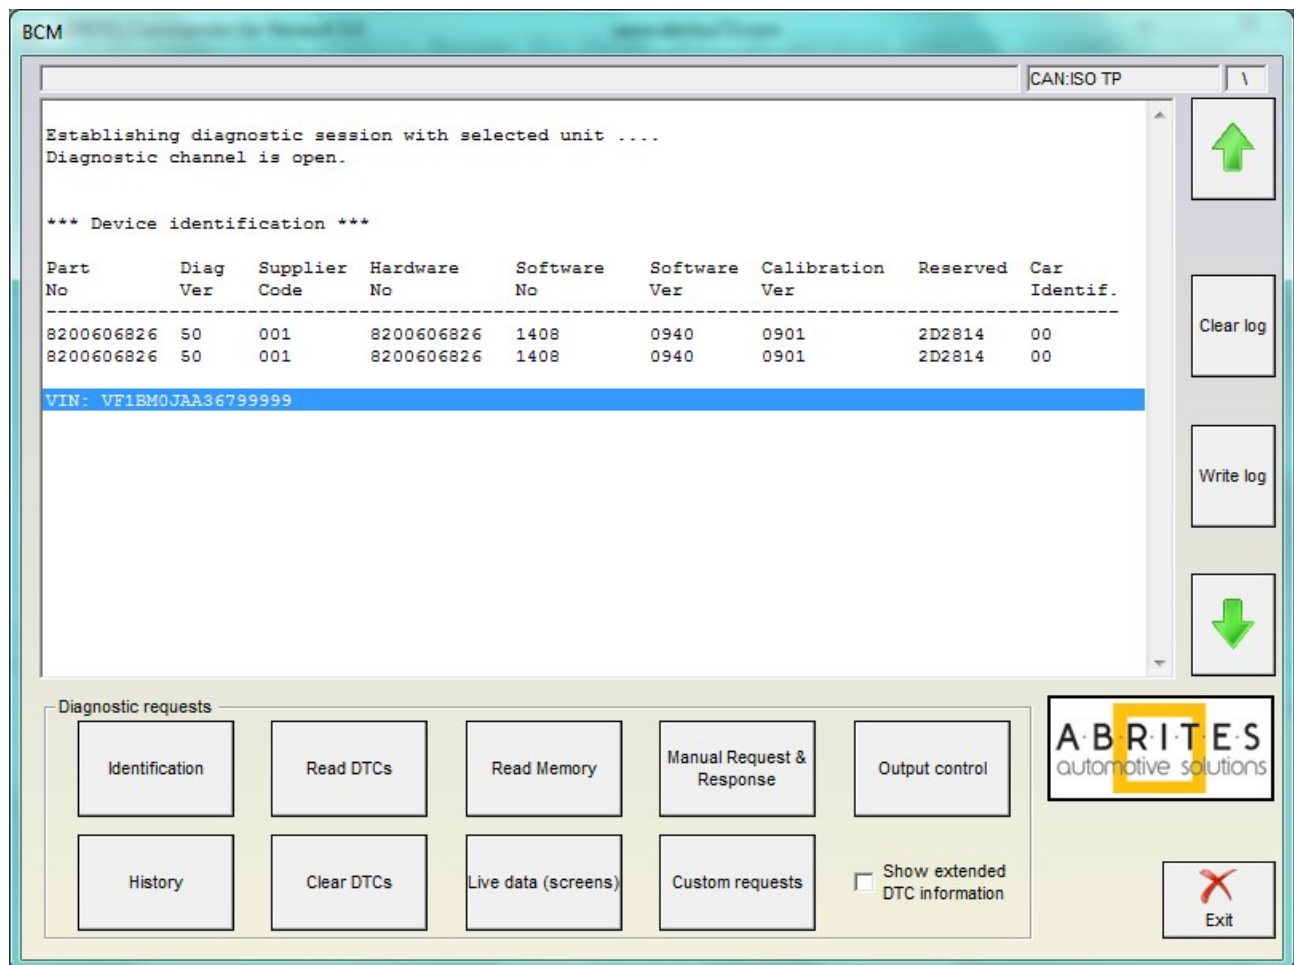 BCM
CAN:ISO TP \
Establishing diagnostic session with selected unit ....
Diagnostic channel is open.
*** Device identification ***
Part Diag Supplier Hardware Software Software Calibration Reserved Car
No Ver Code No No Ver Ver Identif.
------------------------------------------------------------------------------------------------
8200606826 50 001 8200606826 1408 0940 0901 2D2814 00
8200606826 50 001 8200606826 1408 0940 0901 2D2814 00
VIN: VF1BM0JAA36799999
Clear log
Write log
Diagnostic requests
Identification
Read DTCs
Read Memory
Manual Request &
Response
Output control
History
Clear DTCs
Live data (screens)
Custom requests
Show extended
DTC information
A·B·R·I·T·E·S
automotive solutions
Exit